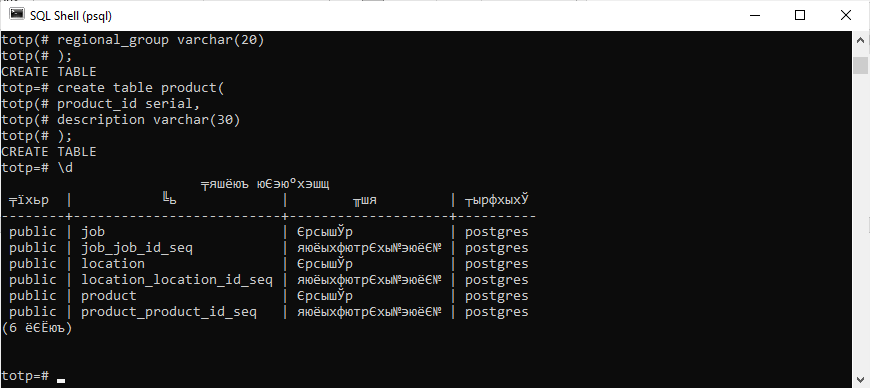 SQL Shell (psql)
totp(# regional_group varchar(20)
totp(# );
CREATE TABLE
totp=# create table product(
totp(# product_id serial,
totp(# description varchar(30)
totp(# );
CREATE TABLE
totp=# \d
╤яшёюъ юЄэю°хэшщ
╤їхьр | ╚ь | ╥шя | ┬ырфхыхЎ
--------+---------------------------+--------------------+----------
public | job | ЄрсышЎр | postgres
public | job_job_id_seq | яюёыхфютрЄхы№эюёЄ№ | postgres
public | location | ЄрсышЎр | postgres
public | location_location_id_seq | яюёыхфютрЄхы№эюёЄ№ | postgres
public | product | ЄрсышЎр | postgres
public | product_product_id_seq | яюёыхфютрЄхы№эюёЄ№ | postgres
(6 ёЄЁюъ)
totp=#